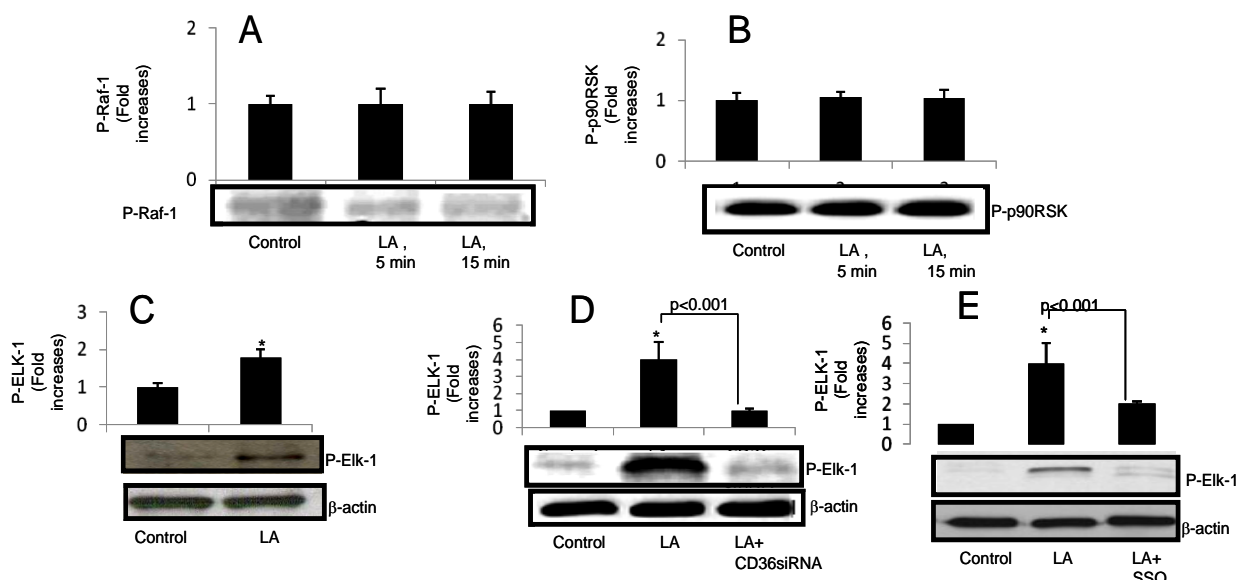 A
P-Raf-1
(Fold
increases)
2
1
0
P-Raf-1
Control
LA ,
5 min
LA,
15 min
B
P-p90RSK
(Fold
increases)
2
1
0
P-p90RSK
Control
LA ,
5 min
LA,
15 min
C
P-ELK-1
(Fold
increases)
3
2
1
0
*
P-Elk-1
β-actin
Control
LA
D
P-ELK-1
(Fold
increases)
6
5
4
3
2
1
0
p<0.001
*
P-Elk-1
β-actin
Control
LA
LA+
CD36siRNA
E
P-ELK-1
(Fold
increases)
6
5
4
3
2
1
0
p<0.001
*
P-Elk-1
β-actin
Control
LA
LA+
SSO